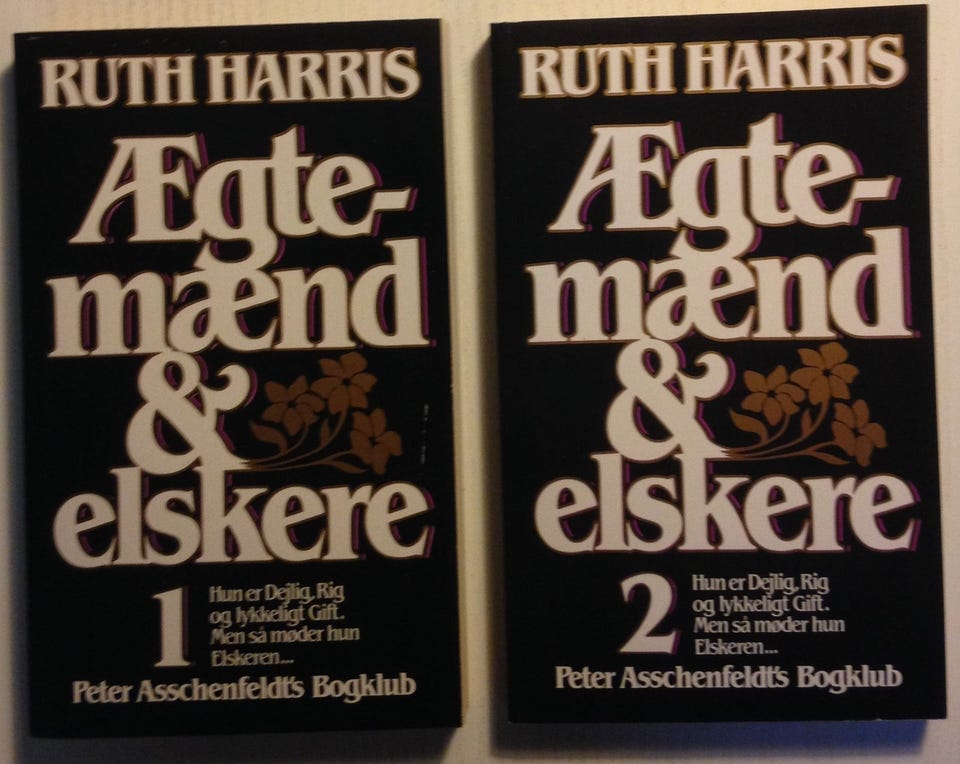 RUTH HARRIS
Ægte-
mænd
&
elskere
1
Hun er Dejlig, Rig
og lykkeligt Gift.
Men så møder hun
Elskeren...
Peter Asschenfeldt's Bogklub
RUTH HARRIS
Ægte-
mænd
&
elskere
2
Hun er Dejlig, Rig
og lykkeligt Gift.
Men så møder hun
Elskeren...
Peter Asschenfeldt's Bogklub